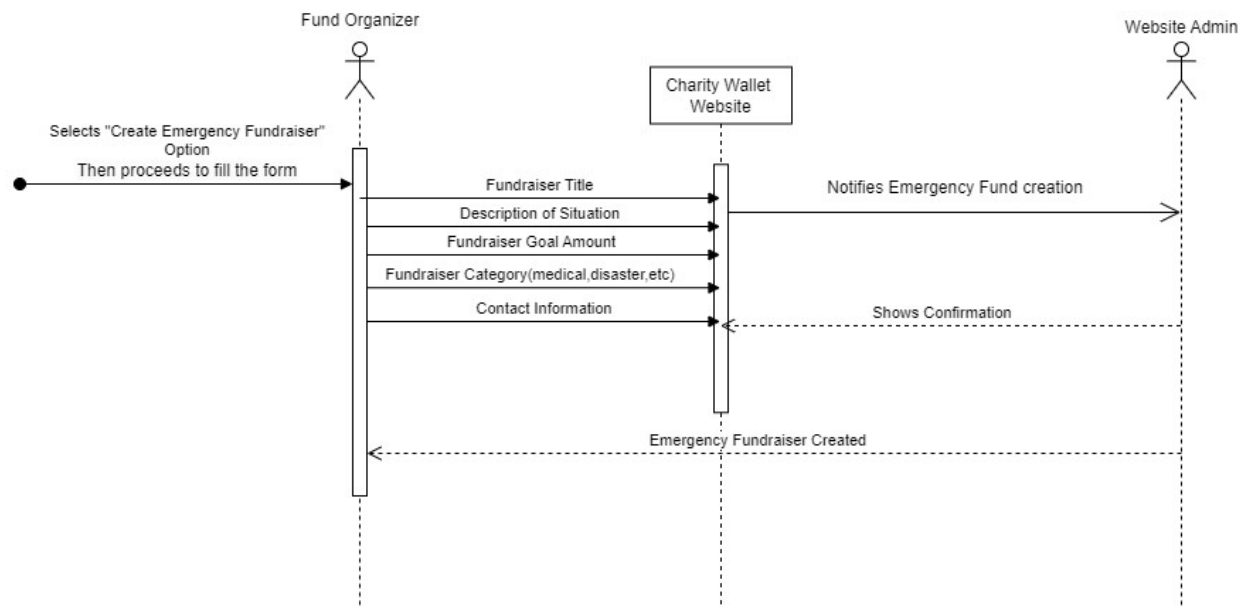 Fund Organizer
Website Admin
Charity Wallet
Website
Selects "Create Emergency Fundraiser"
Option
Then proceeds to fill the form
Fundraiser Title
Notifies Emergency Fund creation
Description of Situation
Fundraiser Goal Amount
Fundraiser Category(medical,disaster,etc)
Contact Information
Shows Confirmation
Emergency Fundraiser Created